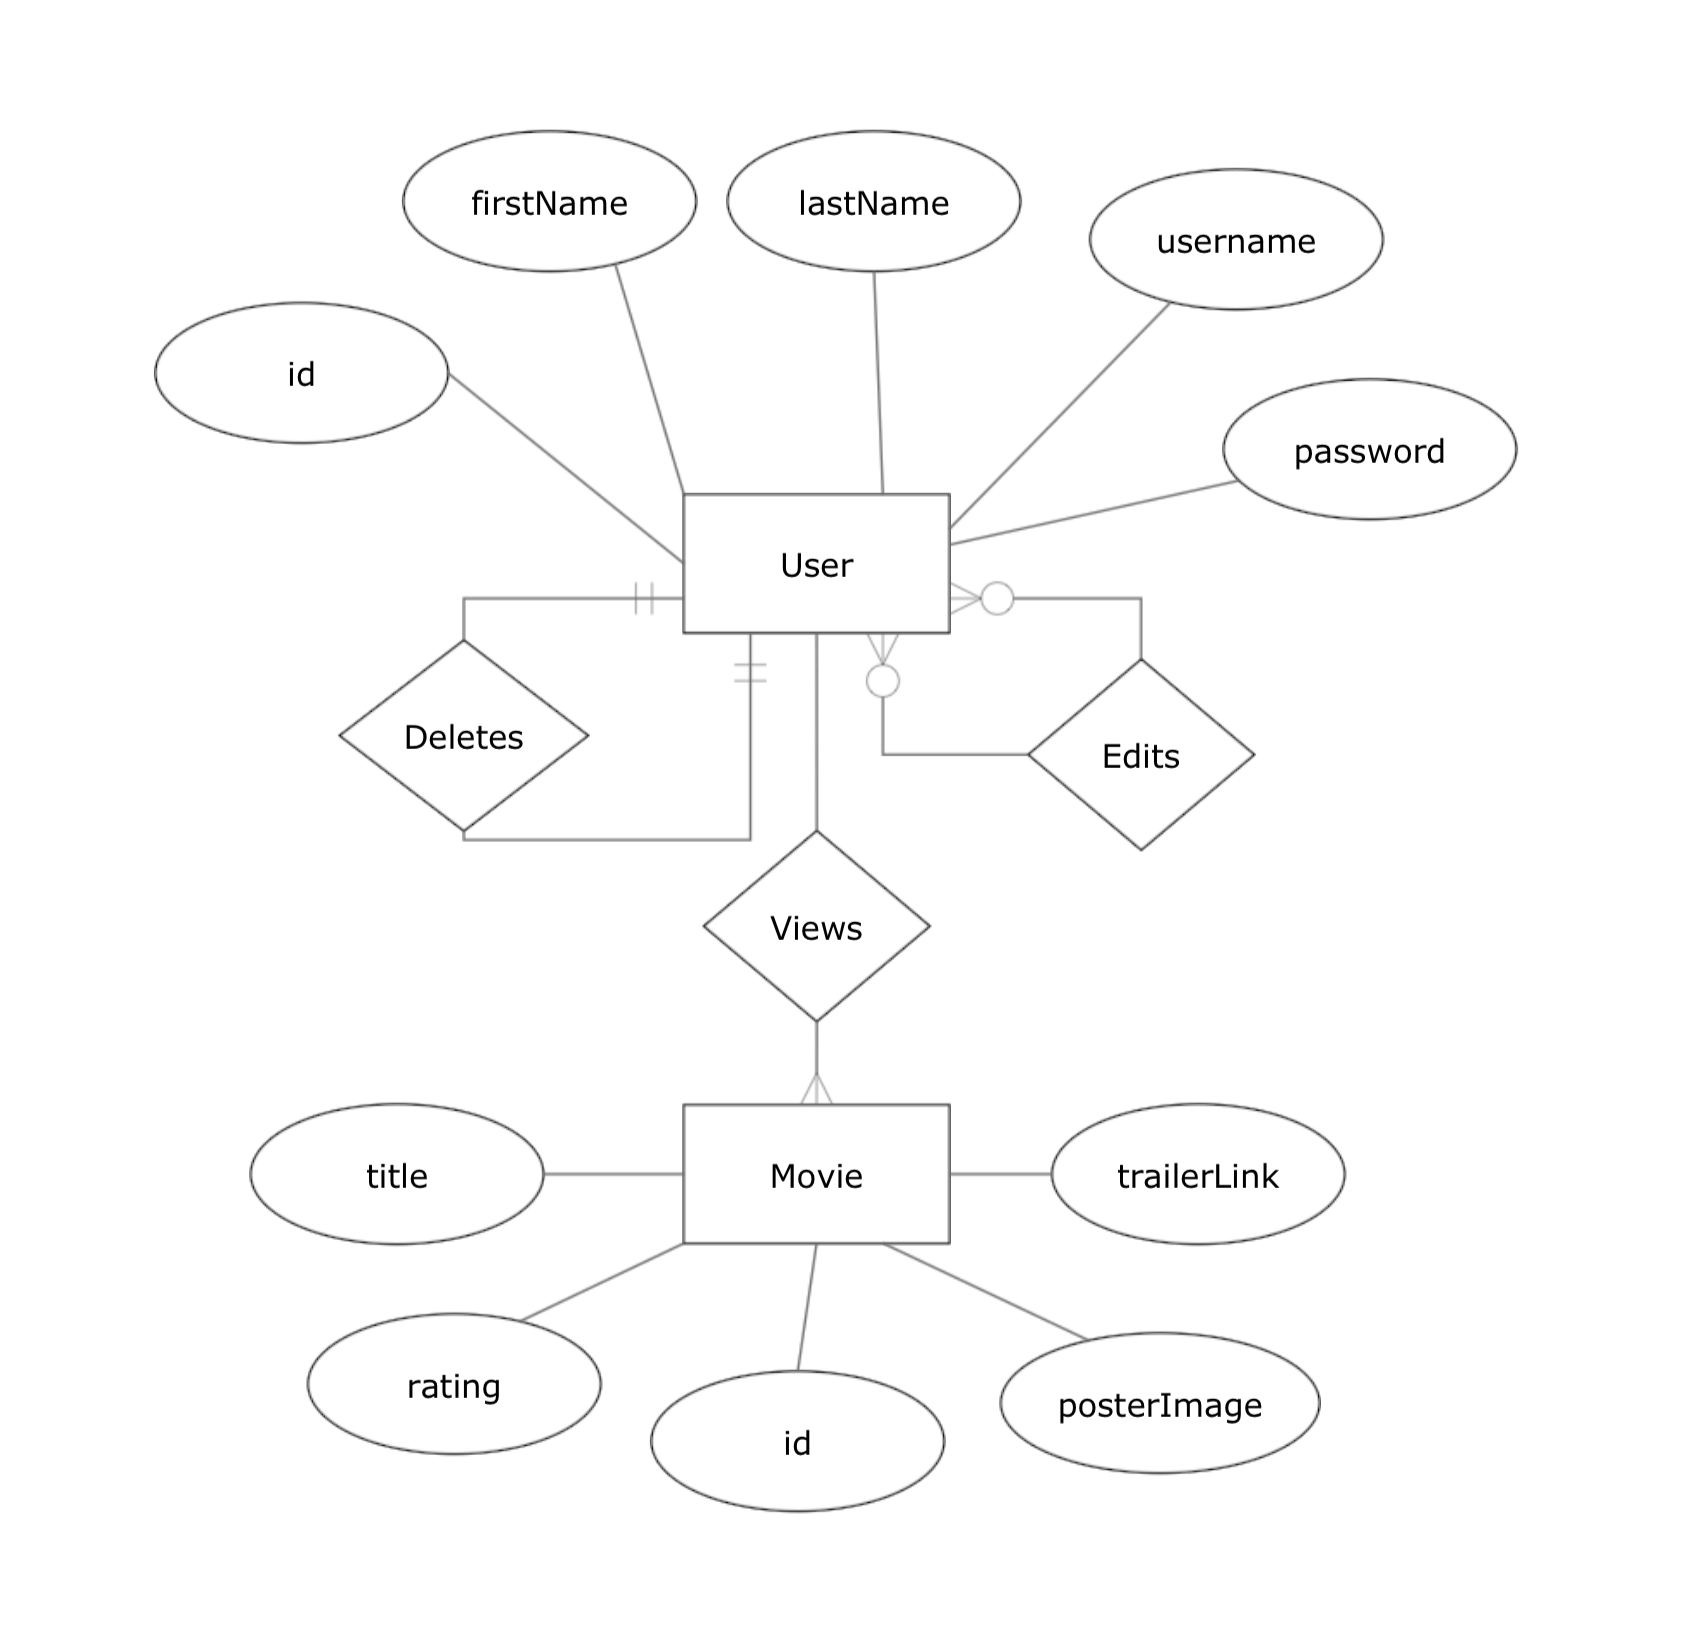 firstName
lastName
username
id
password
User
Deletes
Edits
Views
title
Movie
trailerLink
rating
id
posterImage